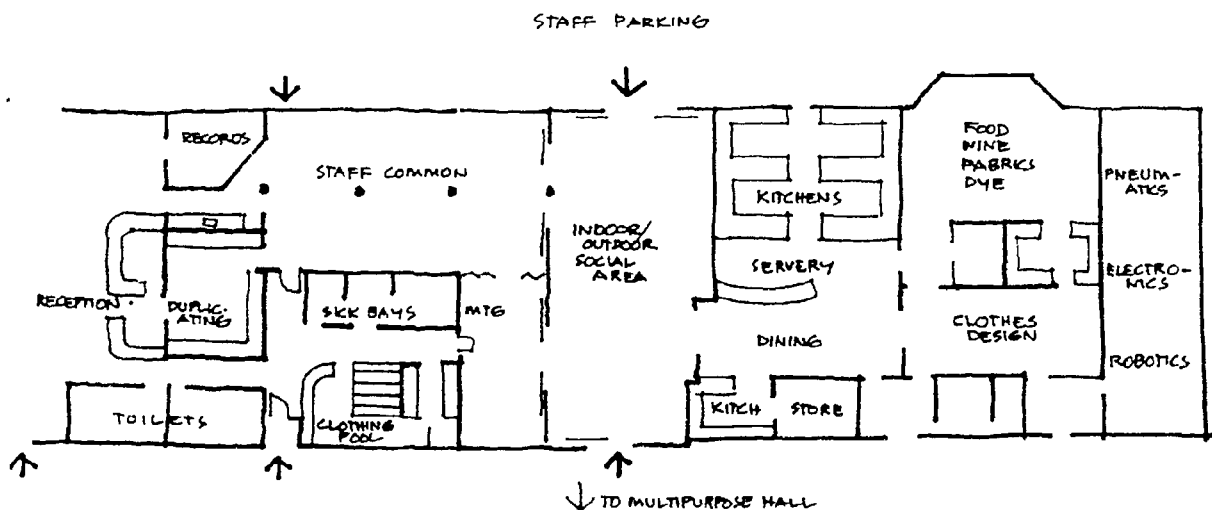 STAFF PARKING
RECORDS
STAFF COMMON
FOOD
WINE
FABRICS
DYE
PNEUM-
ATICS
KITCHENS
INDOOR/
OUTDOOR
SOCIAL
AREA
SERVERY
ELECTRO-
NICS
RECEPTION
DUPLIC-
ATING
SICK BAYS
MTG
CLOTHES
DESIGN
DINING
ROBOTICS
TOILETS
CLOTHING
POOL
KITCH
STORE
TO MULTIPURPOSE HALL